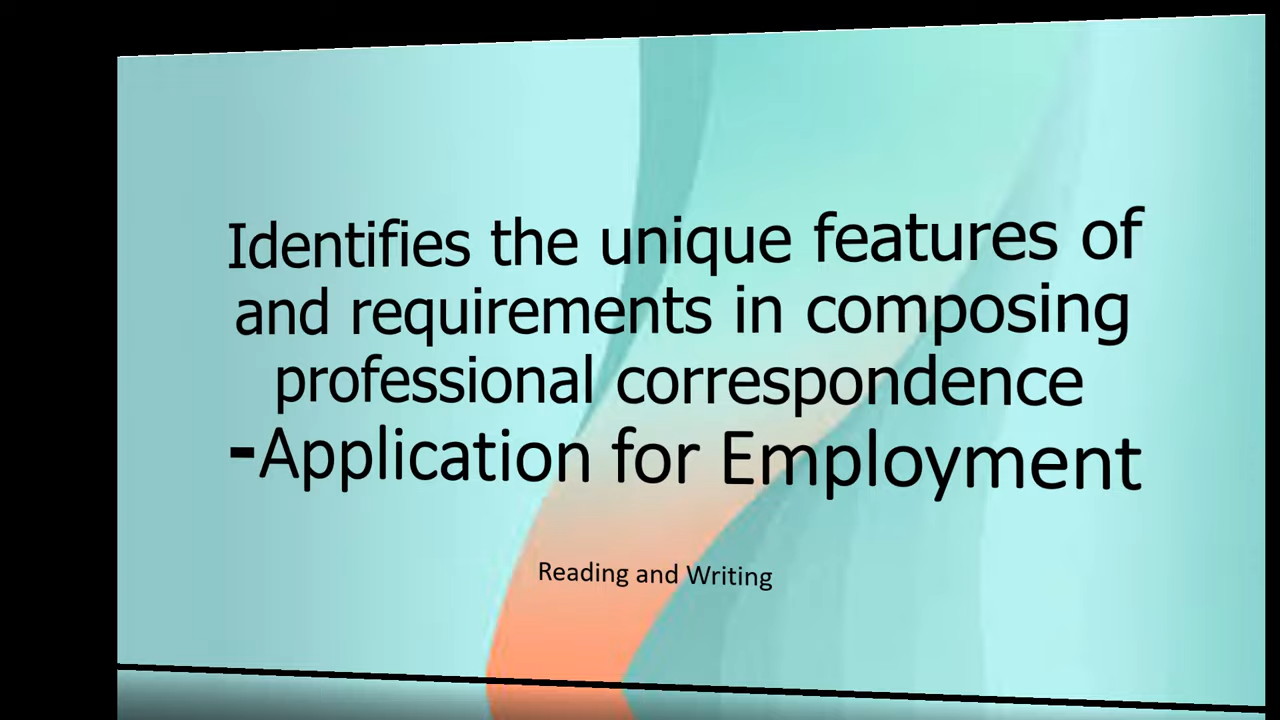 Identifies the unique features of
and requirements in composing
professional correspondence
-Application for Employment
Reading and Writing